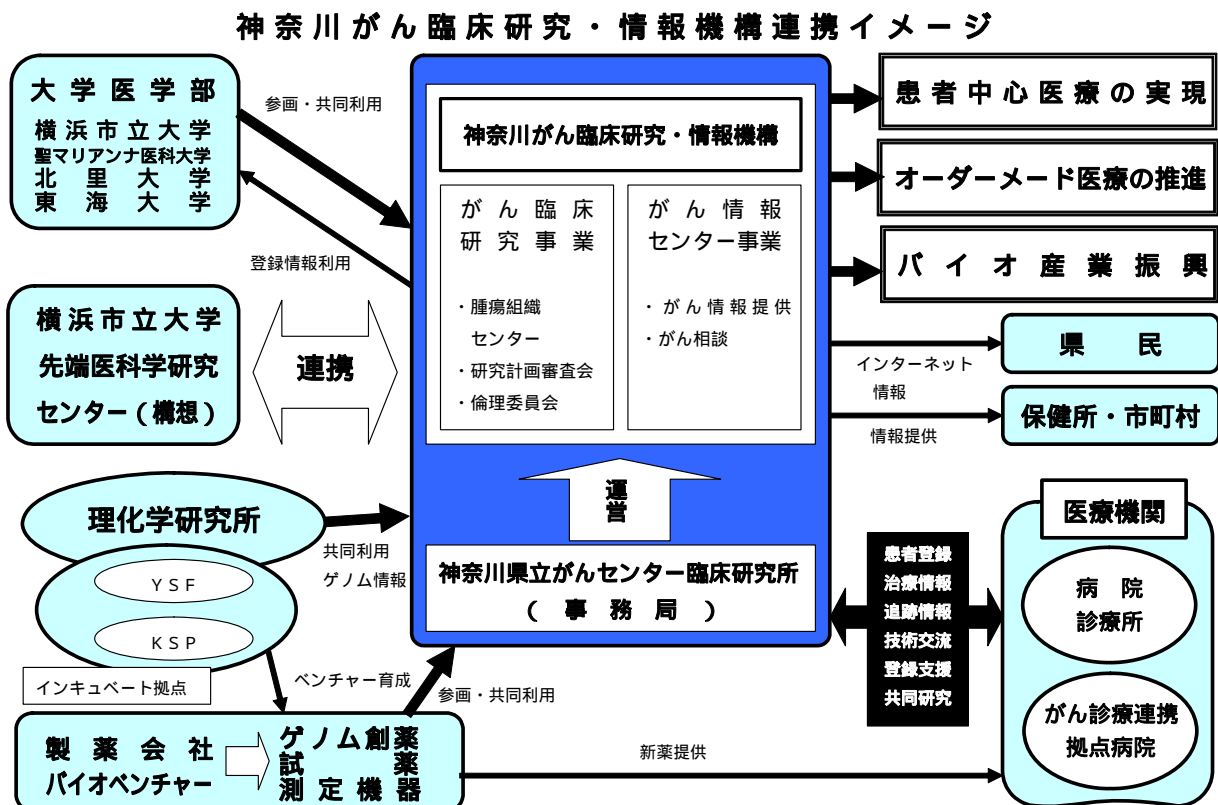 神奈川がん臨床研究・情報機構連携イメージ
大学医学部
横浜市立大学
聖マリアンナ医科大学
北里大学
東海大学
参画・共同利用
登録情報利用
横浜市立大学
先端医科学研究
センター（構想）
連携
理化学研究所
YSF
KSP
インキュベート拠点
共同利用
ゲノム情報
ベンチャー育成
参画・共同利用
製薬会社
バイオベンチャー
ゲノム創薬
試薬
測定機器
新薬提供
神奈川がん臨床研究・情報機構
がん臨床
研究事業
・腫瘍組織
センター
・研究計画審査会
・倫理委員会
がん情報
センター事業
・がん情報提供
・がん相談
運営
神奈川県立がんセンター臨床研究所
（事務局）
患者中心医療の実現
オーダーメード医療の推進
バイオ産業振興
インターネット
情報
県民
情報提供
保健所・市町村
患者登録
治療情報
追跡情報
技術交流
登録支援
共同研究
医療機関
病院
診療所
がん診療連携
拠点病院